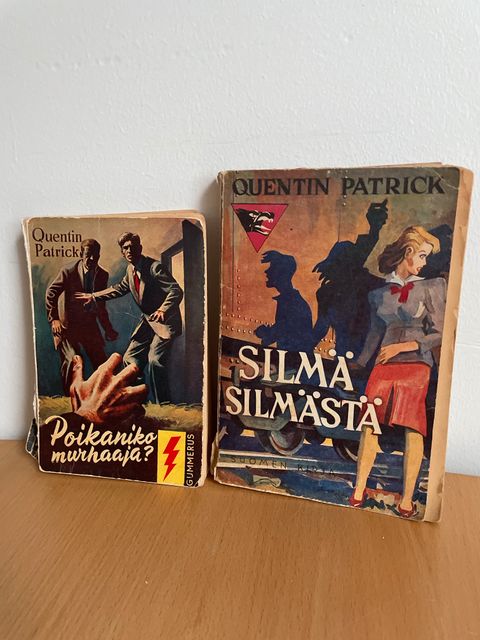 Quentin
Patrick
Poikaniko
murhaaja?
GUMMERUS
QUENTIN PATRICK
SILMÄ
SILMÄSTÄ
SUOMEN KIRJA